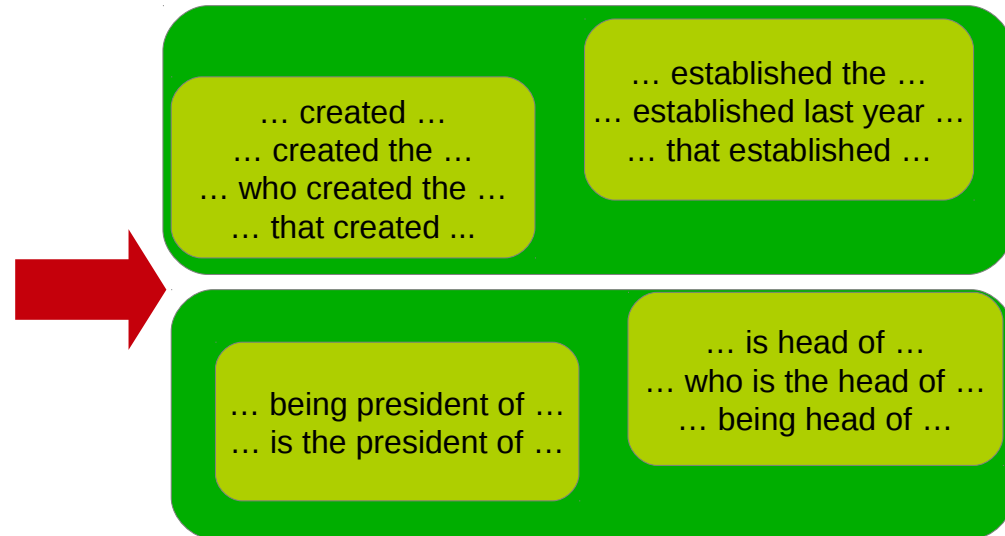 … created …
… created the …
… who created the …
… that created ...
… established the …
… established last year …
… that established …
… being president of …
… is the president of …
… is head of …
… who is the head of …
… being head of …